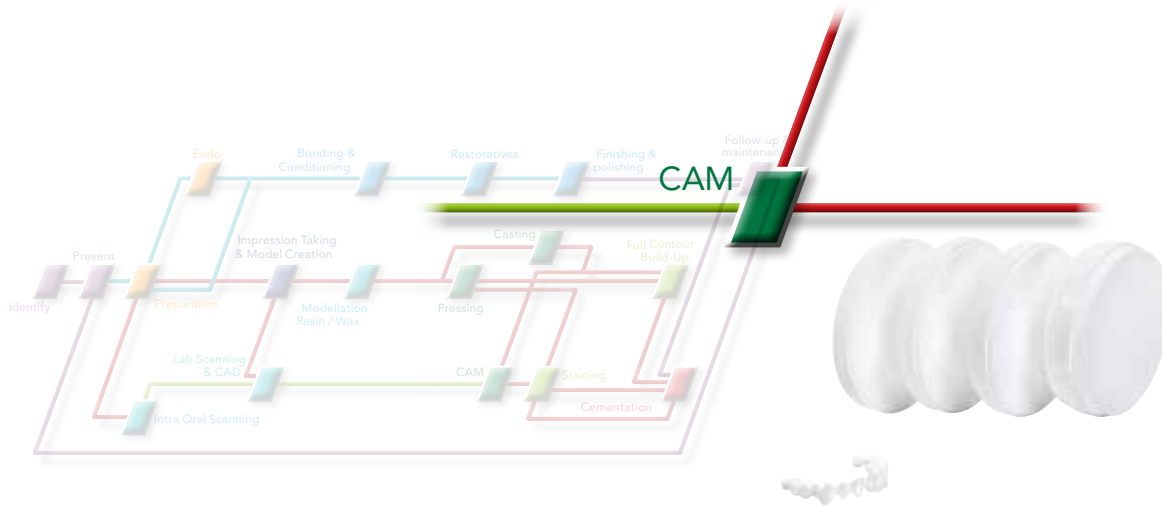 Endo
Bonding &
Conditioning
Restoratives
Finishing &
polishing
Follow-up &
maintenance
CAM
Identify
Prevent
Preparation
Impression Taking
& Model Creation
Modellation
Resin / Wax
Casting
Pressing
Full Contour
Build-Up
Lab Scanning
& CAD
Intra Oral Scanning
CAM
Staining
Cementation